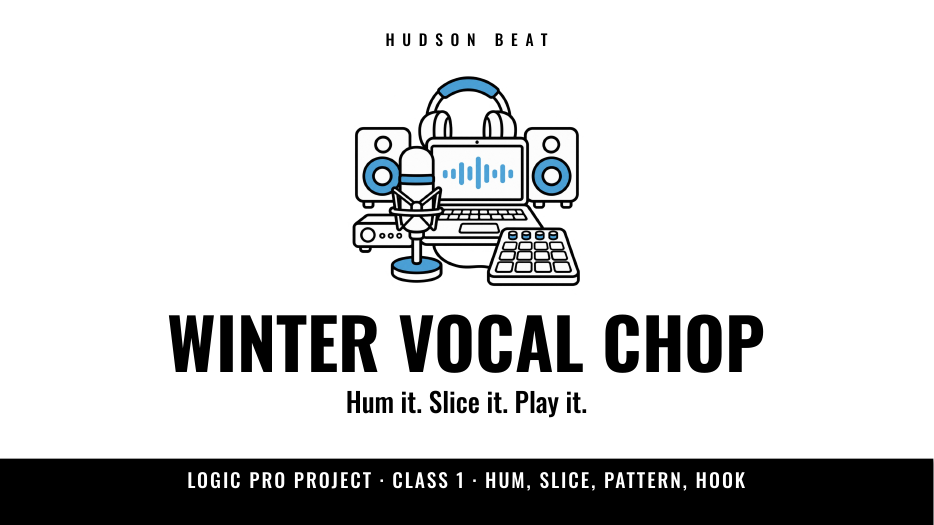 HUDSON BEAT
WINTER VOCAL CHOP
Hum it. Slice it. Play it.
LOGIC PRO PROJECT · CLASS 1 · HUM, SLICE, PATTERN, HOOK